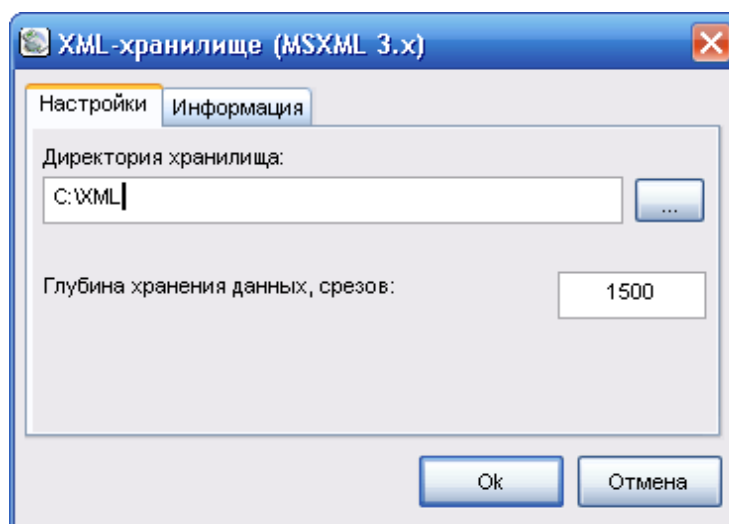 XML-хранилище (MSXML 3.x)
Настройки Информация
Директория хранилища:
C:\XML
...
Глубина хранения данных, срезов: 1500
Ok Отмена